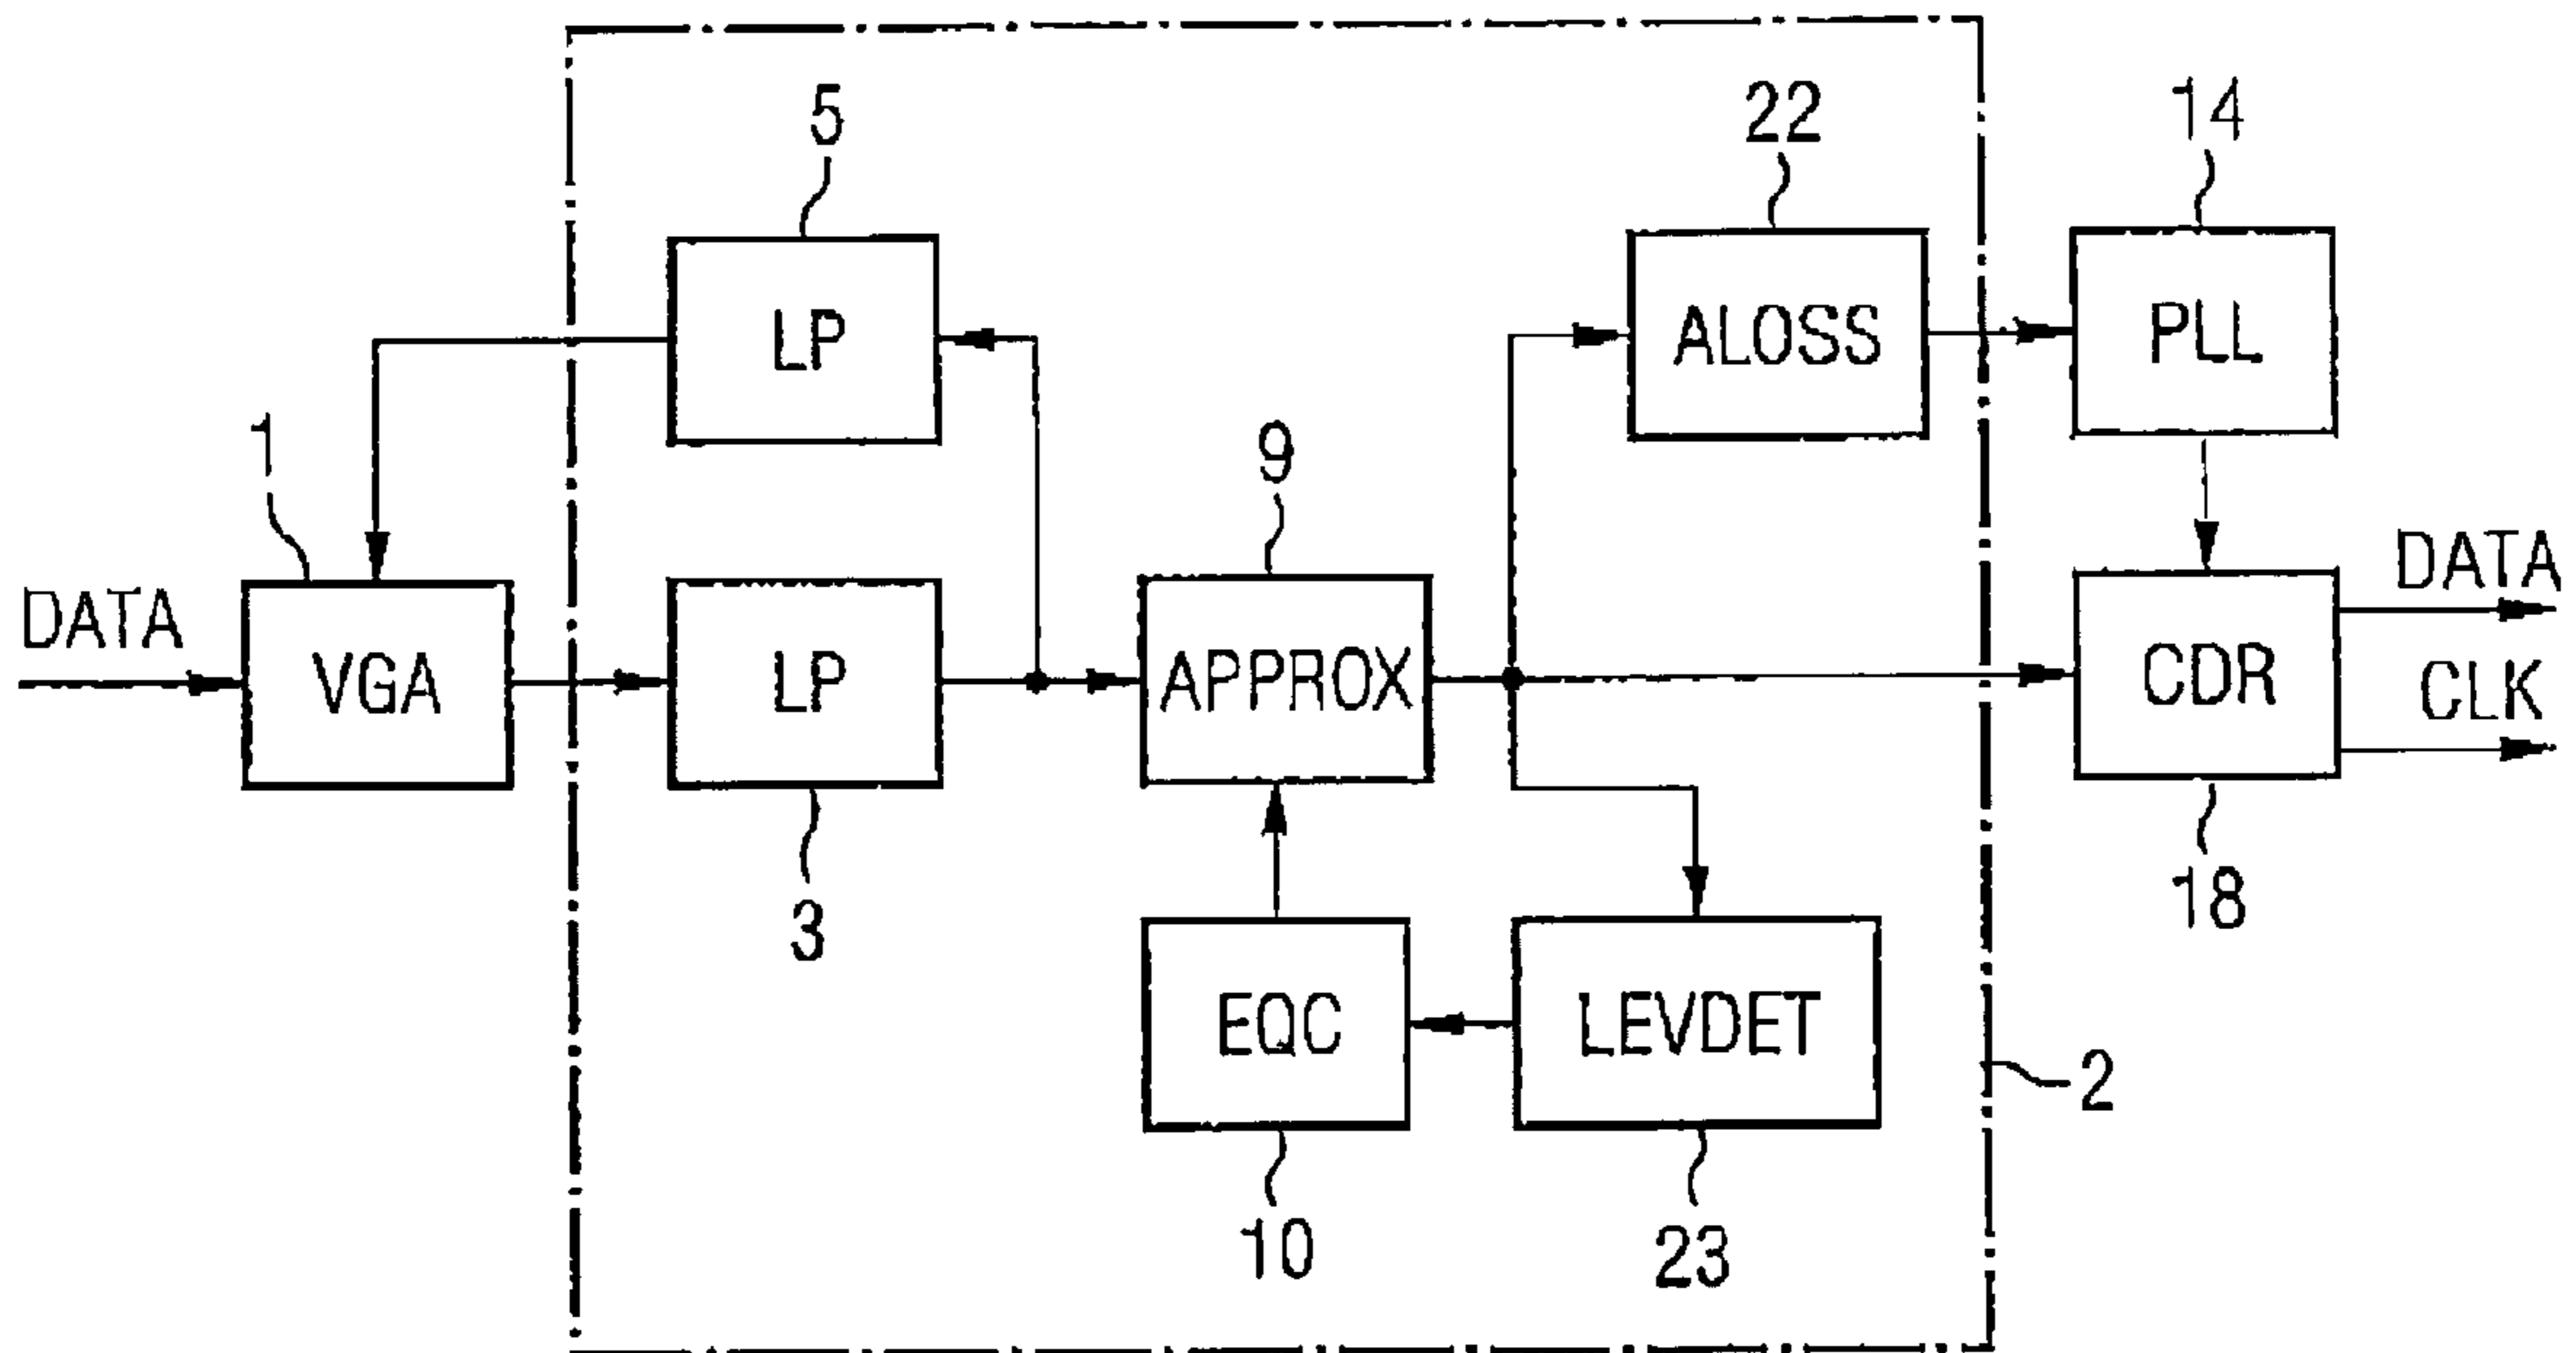 5
22
14
LP
ALOSS
PLL
1
9
DATA
VGA
LP
APPROX
CDR
DATA
CLK
3
18
EQC
LEVDET
2
10
23